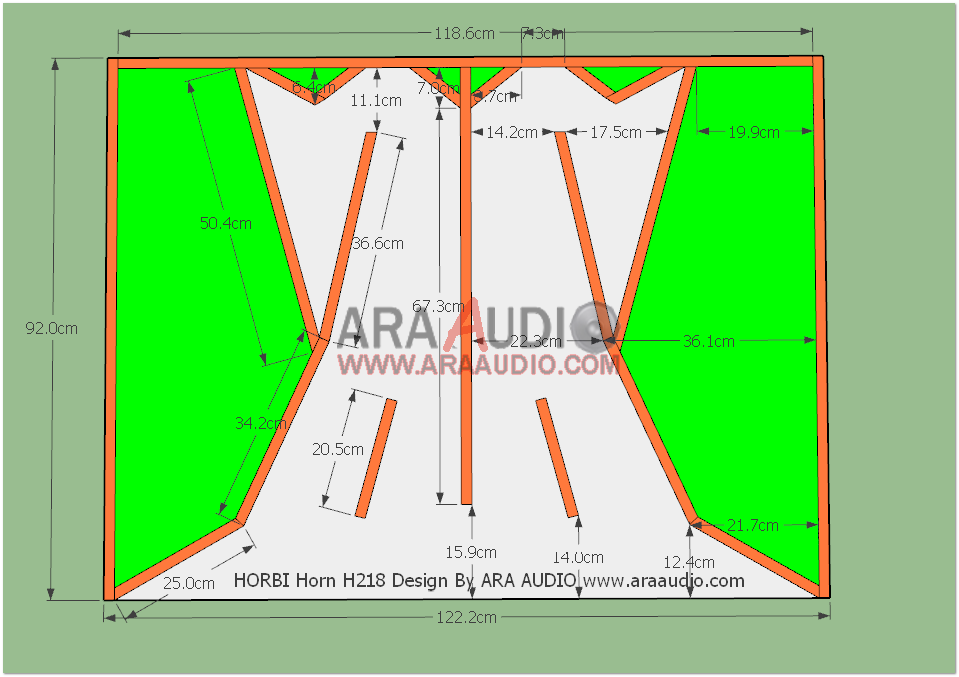 118.6cm
7.3cm
6.4cm
7.0cm
11.1cm
14.2cm
17.5cm
19.9cm
50.4cm
36.6cm
67.3cm
92.0cm
ARA AUDIO
22.3cm
36.1cm
WWW.ARAAUDIO.COM
34.2cm
20.5cm
21.7cm
15.9cm
14.0cm
12.4cm
25.0cm
HORBI Horn H218 Design By ARA AUDIO www.araaudio.com
122.2cm